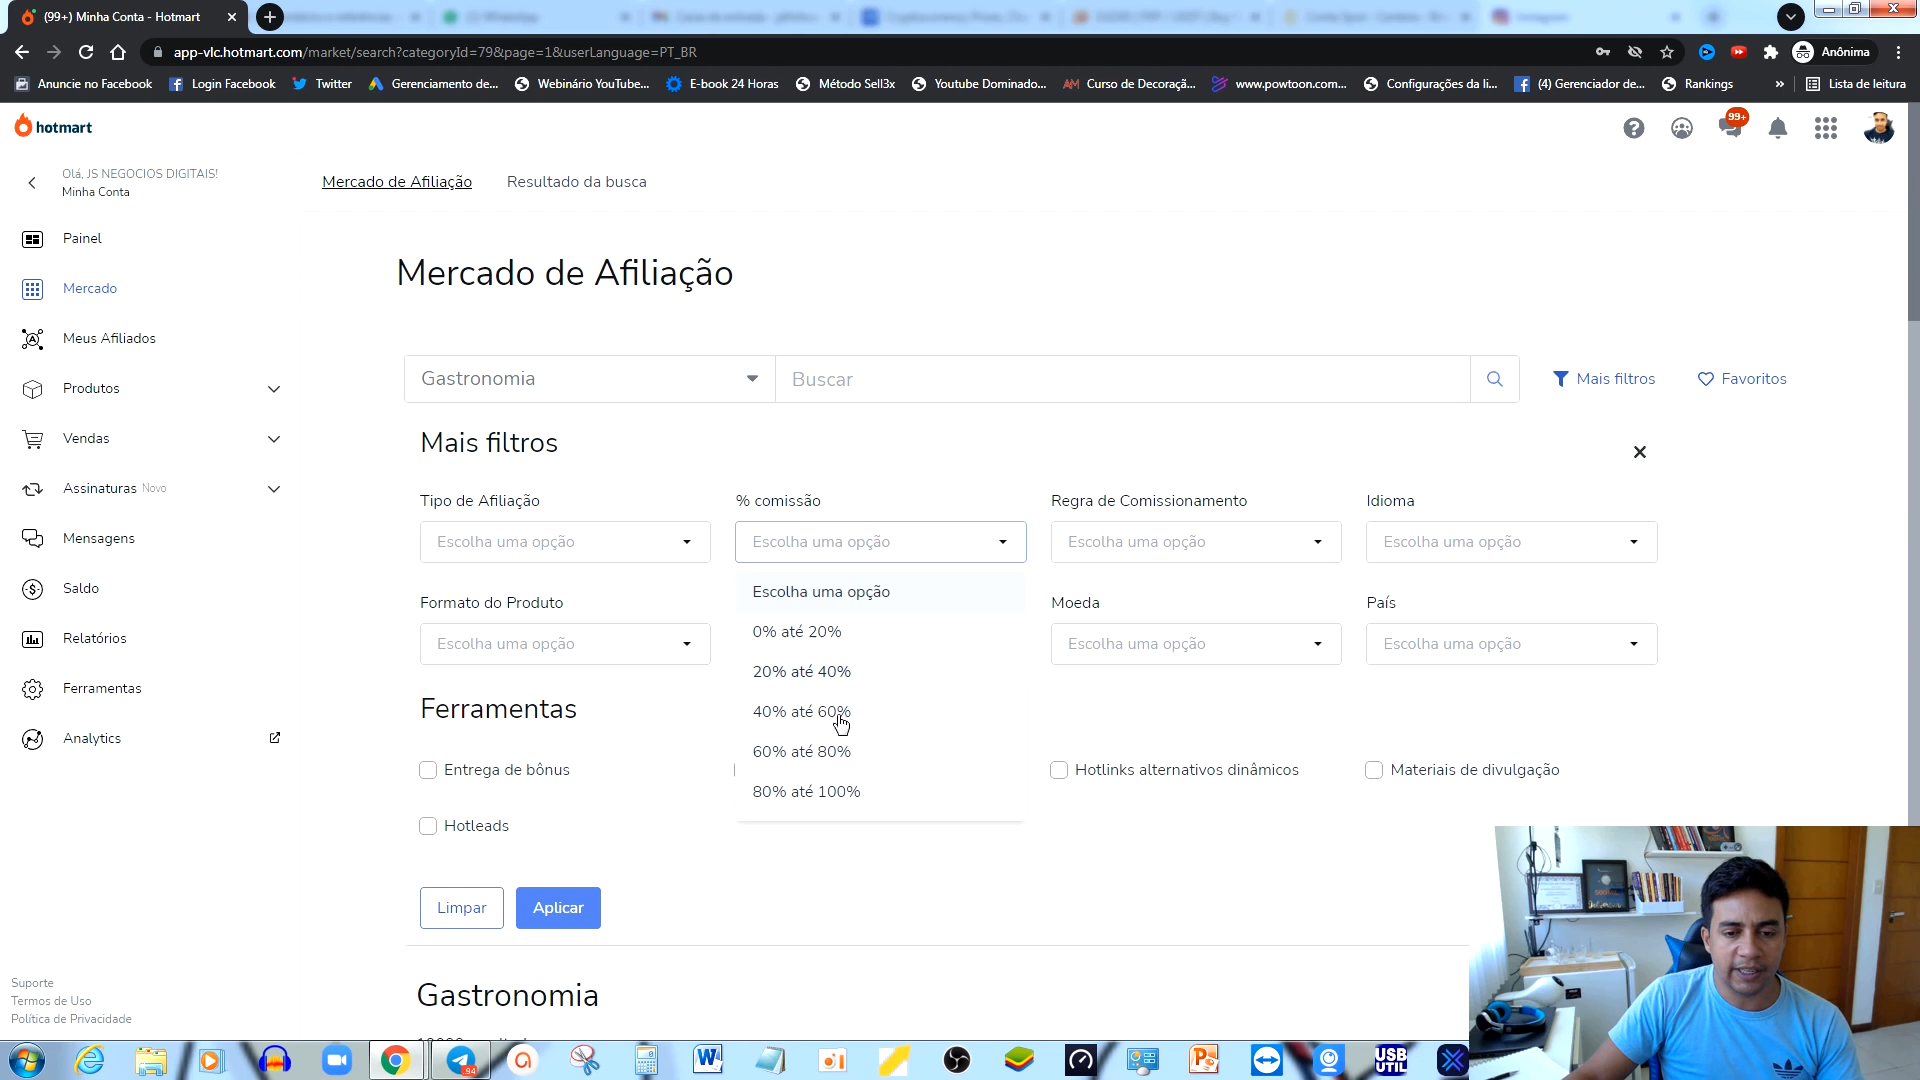 (99+) Minha Conta - Hotmart
app-vlc.hotmart.com/market/search?categoryId=79&page=1&userLanguage=PT_BR
Anônima
Anuncie no Facebook
Login Facebook
Twitter
Gerenciamento de...
Webinário YouTube...
E-book 24 Horas
Método Sell3x
Youtube Dominado...
Curso de Decoraçã...
www.powtoon.com...
Configurações da li...
(4) Gerenciador de...
Rankings
»
Lista de leitura
hotmart
99+
Olá, JS NEGOCIOS DIGITAIS!
Minha Conta
Mercado de Afiliação
Resultado da busca
Painel
Mercado
Meus Afiliados
Produtos
Vendas
Assinaturas Novo
Mensagens
Saldo
Relatórios
Ferramentas
Analytics
Mercado de Afiliação
Gastronomia
Buscar
Mais filtros
Favoritos
Mais filtros
Tipo de Afiliação
% comissão
Regra de Comissionamento
Idioma
Escolha uma opção
Escolha uma opção
Escolha uma opção
Escolha uma opção
Escolha uma opção
0% até 20%
20% até 40%
40% até 60%
60% até 80%
80% até 100%
Formato do Produto
Moeda
País
Escolha uma opção
Escolha uma opção
Escolha uma opção
Ferramentas
Entrega de bônus
Hotlinks alternativos dinâmicos
Materiais de divulgação
Hotleads
Limpar
Aplicar
Gastronomia
Suporte
Termos de Uso
Política de Privacidade
94
USB
UTIL